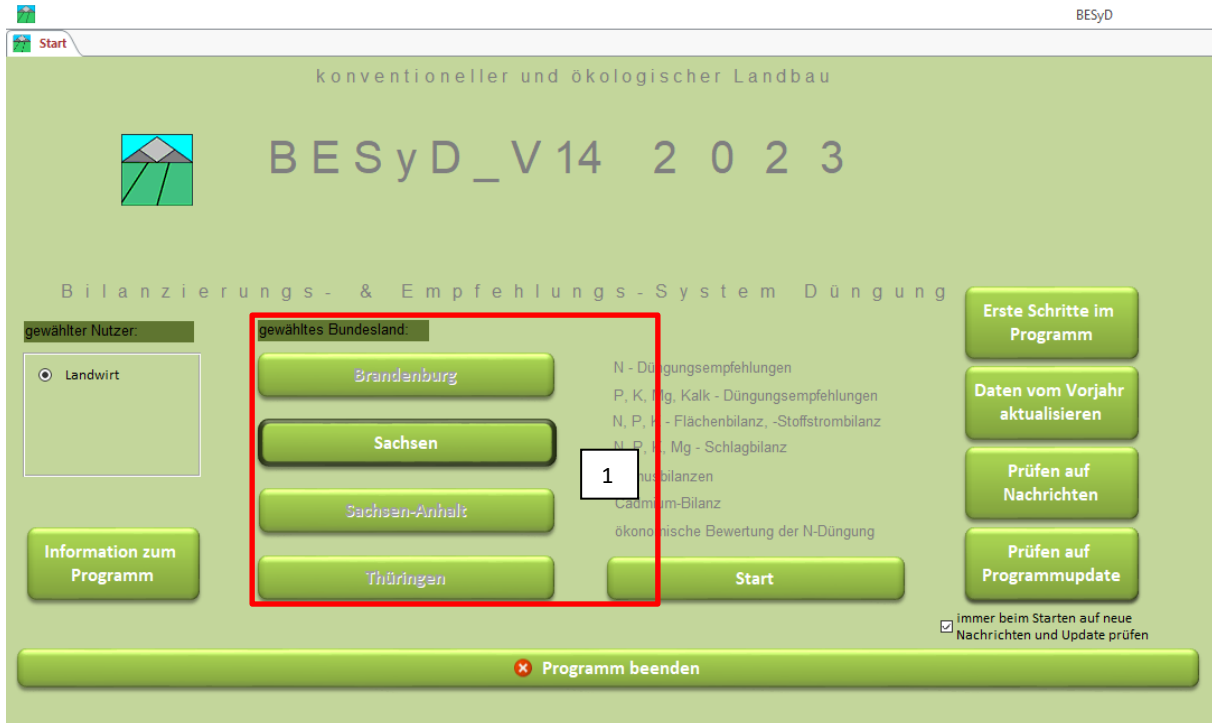 BESyD
Start
konventioneller und ökologischer Landbau
BESyD_V14 2023
Bilanzierungs- & Empfehlungs-System Düngung
gewählter Nutzer:
Landwirt
Information zum
Programm
gewähltes Bundesland:
Brandenburg
Sachsen
Sachsen-Anhalt
Thüringen
1
N - Düngungsempfehlungen
P, K, Mg, Kalk - Düngungsempfehlungen
N, P, K - Flächenbilanz, -Stoffstrombilanz
N, P, K, Mg - Schlagbilanz
Cadmium-Bilanz
ökonomische Bewertung der N-Düngung
Start
Erste Schritte im
Programm
Daten vom Vorjahr
aktualisieren
Prüfen auf
Nachrichten
Prüfen auf
Programmupdate
immer beim Starten auf neue
Nachrichten und Update prüfen
Programm beenden